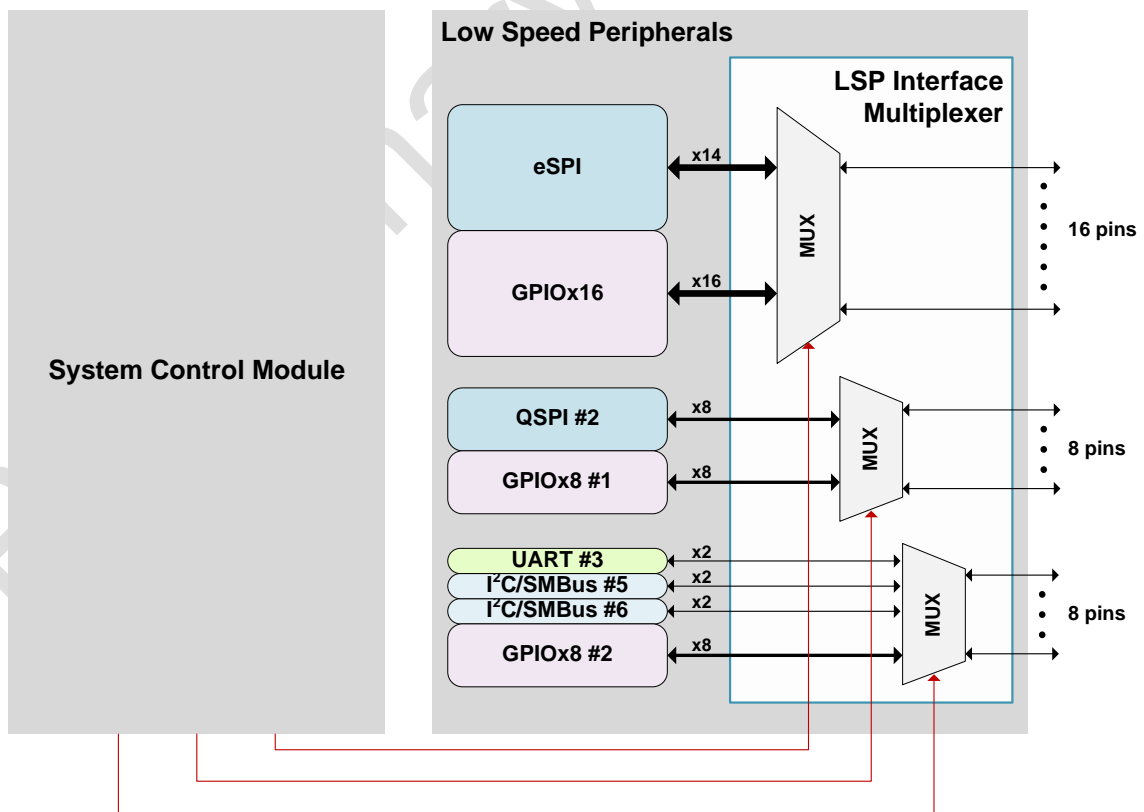 Low Speed Peripherals
LSP Interface
Multiplexer
eSPI
x14
GPIOx16
x16
MUX
16 pins
System Control Module
QSPI #2
x8
GPIOx8 #1
x8
MUX
8 pins
UART #3
x2
I²C/SMBus #5
x2
I²C/SMBus #6
x2
GPIOx8 #2
x8
MUX
8 pins